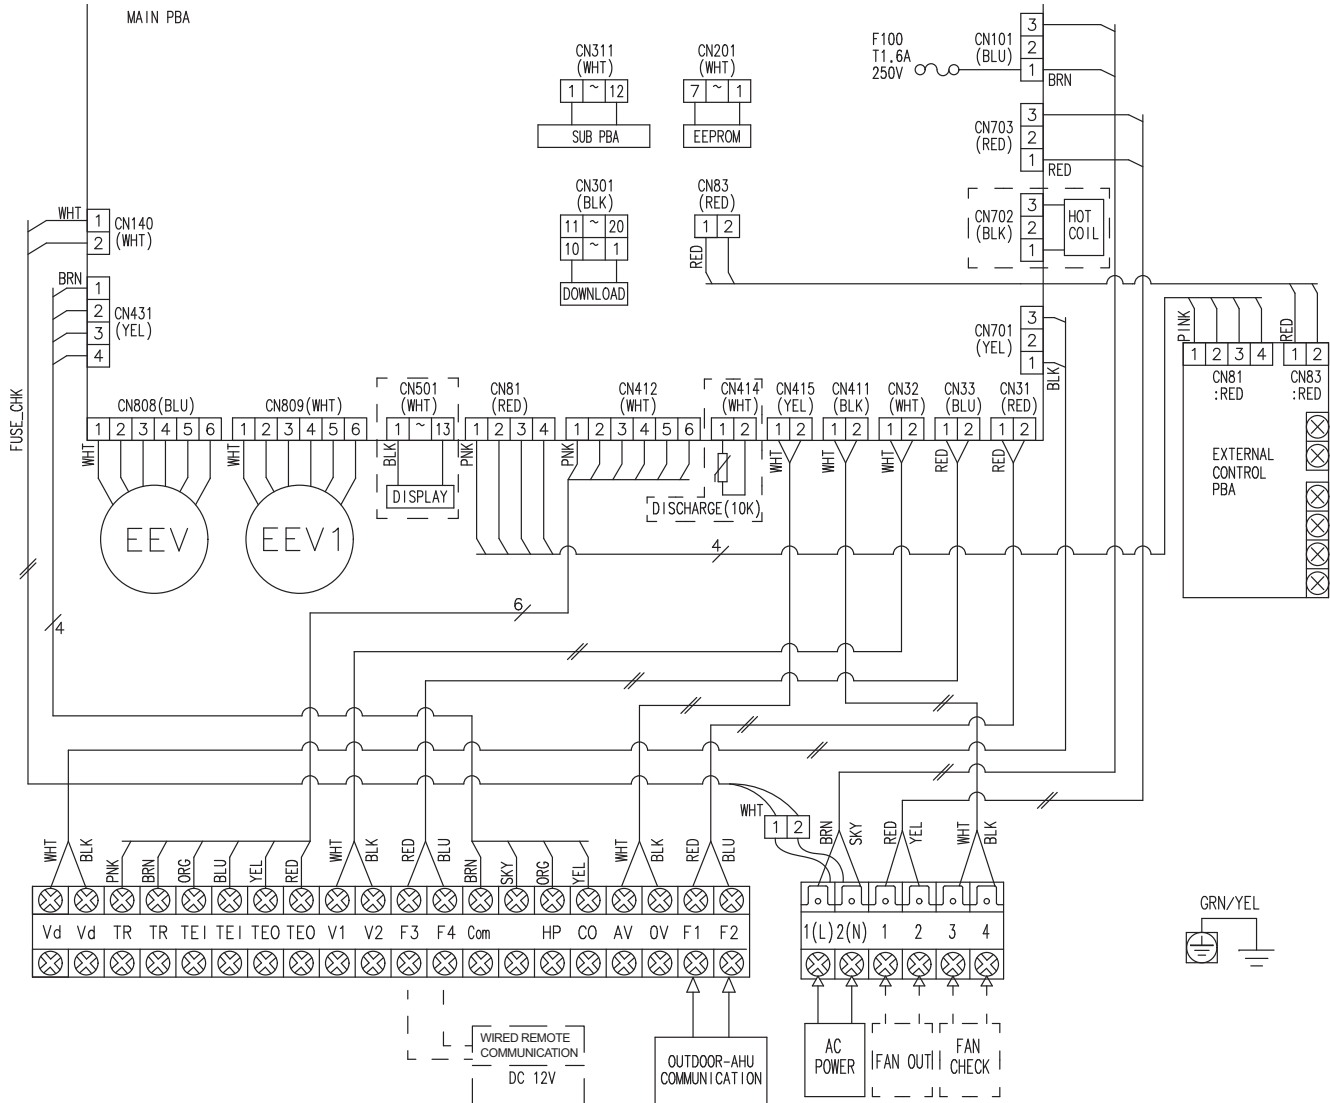 MAIN PBA
F100
T1.6A
250V
CN101
(BLU)
3
2
1
BRN
CN311
(WHT)
1 ~ 12
SUB PBA
CN201
(WHT)
7 ~ 1
EEPROM
CN703
(RED)
3
2
1
RED
CN301
(BLK)
11 ~ 20
10 ~ 1
DOWNLOAD
CN83
(RED)
1 2
RED
CN702
(BLK)
3
2
1
HOT
COIL
WHT
1
2
CN140
(WHT)
BRN
1
2
3
4
CN431
(YEL)
CN701
(YEL)
3
2
1
BLK
PINK
1 2 3 4
CN81
:RED
RED
1 2
CN83
:RED
EXTERNAL
CONTROL
PBA
FUSE_CHK
CN808(BLU)
1 2 3 4 5 6
WHT
EEV
CN809(WHT)
1 2 3 4 5 6
WHT
EEV1
CN501
(WHT)
1 ~ 13
BLK
DISPLAY
CN81
(RED)
1 2 3 4
PNK
CN412
(WHT)
1 2 3 4 5 6
PNK
CN414
(WHT)
1 2
DISCHARGE(10K)
CN415
(YEL)
1 2
WHT
CN411
(BLK)
1 2
WHT
CN32
(WHT)
1 2
WHT
CN33
(BLU)
1 2
RED
CN31
(RED)
1 2
RED
4
6
4
WHT
1 2
WHT BLK PNK BRN ORG BLU YEL RED WHT BLK RED BLU BRN SKY ORG YEL WHT BLK RED BLU
BRN SKY RED YEL WHT BLK
Vd Vd TR TR TEI TEI TEO TEO V1 V2 F3 F4 Com HP CO AV OV F1 F2
1(L) 2(N) 1 2 3 4
GRN/YEL
WIRED REMOTE
COMMUNICATION
DC 12V
OUTDOOR-AHU
COMMUNICATION
AC
POWER
FAN OUT
FAN
CHECK